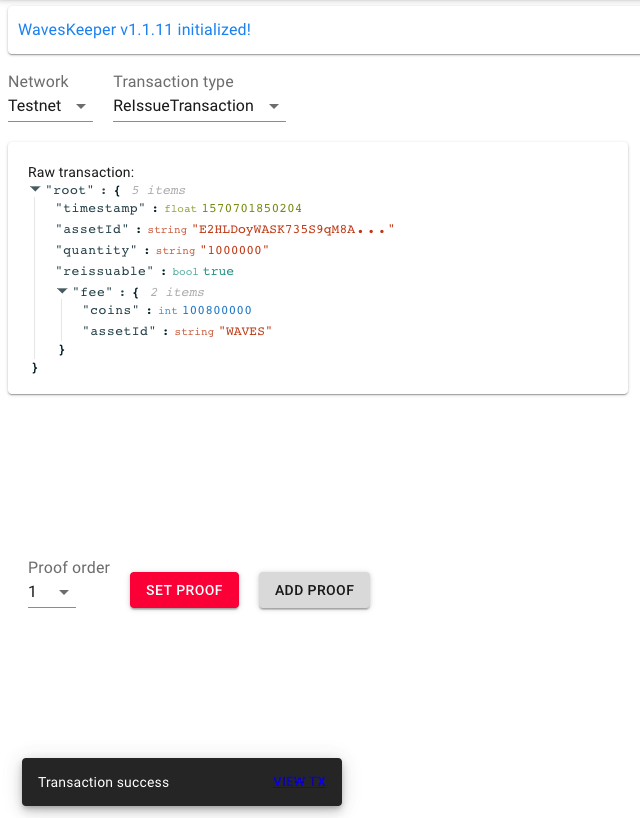 WavesKeeper v1.1.11 initialized!
Network Transaction type
Testnet ReIssueTransaction
Raw transaction:
"root" : { 5 items
"timestamp" : float 1570701850204
"assetId" : string "E2HLDoyWASK735S9qM8A..."
"quantity" : string "1000000"
"reissuable" : bool true
"fee" : { 2 items
"coins" : int 100800000
"assetId" : string "WAVES"
}
}
Proof order
1 SET PROOF ADD PROOF
Transaction success VIEW TX